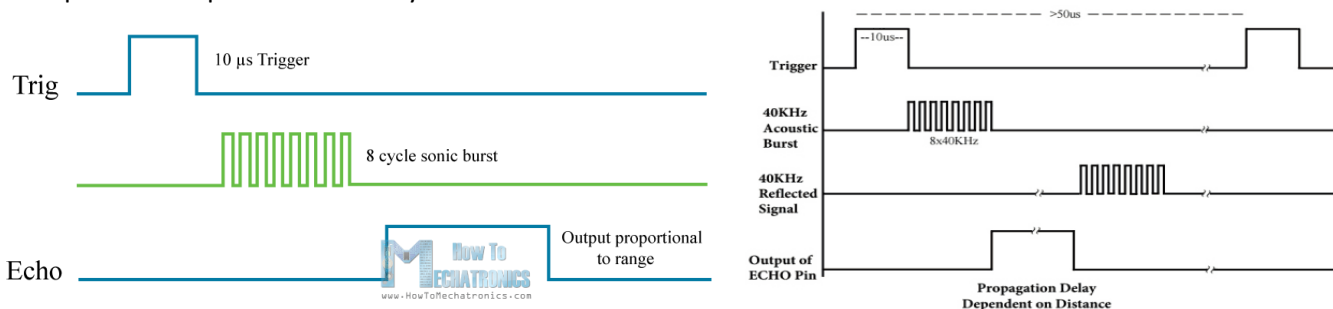 Trig
10 µs Trigger
8 cycle sonic burst
Echo
Output proportional
to range
How To
MECHATRONICS
www.HowToMechatronics.com
>50us
--10us--
Trigger
40KHz
Acoustic
Burst
8x40KHz
40KHz
Reflected
Signal
Output of
ECHO Pin
Propagation Delay
Dependent on Distance